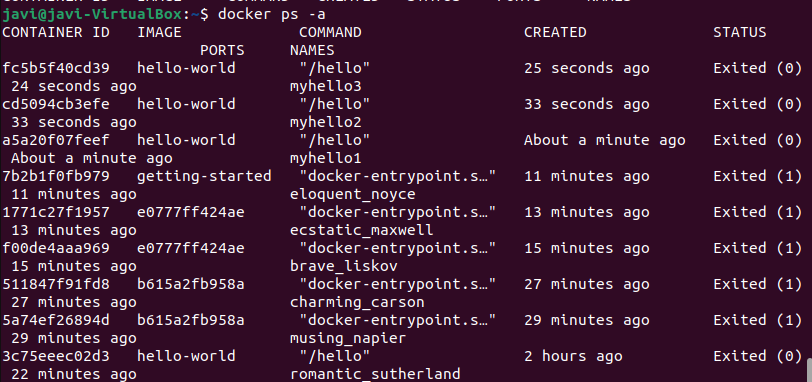 javi@javi-VirtualBox:~$ docker ps -a
CONTAINER ID   IMAGE             COMMAND                  CREATED              STATUS
                      PORTS     NAMES
fc5b5f40cd39   hello-world       "/hello"                 25 seconds ago       Exited (0)
 24 seconds ago                 myhello3
cd5094cb3efe   hello-world       "/hello"                 33 seconds ago       Exited (0)
 33 seconds ago                 myhello2
a5a20f07feef   hello-world       "/hello"                 About a minute ago   Exited (0)
 About a minute ago             myhello1
7b2b1f0fb979   getting-started   "docker-entrypoint.s…"   11 minutes ago       Exited (1)
 11 minutes ago                 eloquent_noyce
1771c27f1957   e0777ff424ae      "docker-entrypoint.s…"   13 minutes ago       Exited (1)
 13 minutes ago                 ecstatic_maxwell
f00de4aaa969   e0777ff424ae      "docker-entrypoint.s…"   15 minutes ago       Exited (1)
 15 minutes ago                 brave_liskov
511847f91fd8   b615a2fb958a      "docker-entrypoint.s…"   27 minutes ago       Exited (1)
 27 minutes ago                 charming_carson
5a74ef26894d   b615a2fb958a      "docker-entrypoint.s…"   29 minutes ago       Exited (1)
 29 minutes ago                 musing_napier
3c75eeec02d3   hello-world       "/hello"                 2 hours ago          Exited (0)
 22 minutes ago                 romantic_sutherland